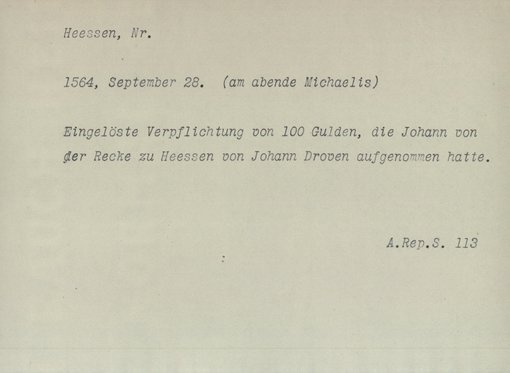 Heessen, Nr.
1564, September 28. (am abende Michaelis)
Eingelöste Verpflichtung von 100 Gulden, die Johann von
der Recke zu Heessen von Johann Droven aufgenommen hatte.
A.Rep.S. 113